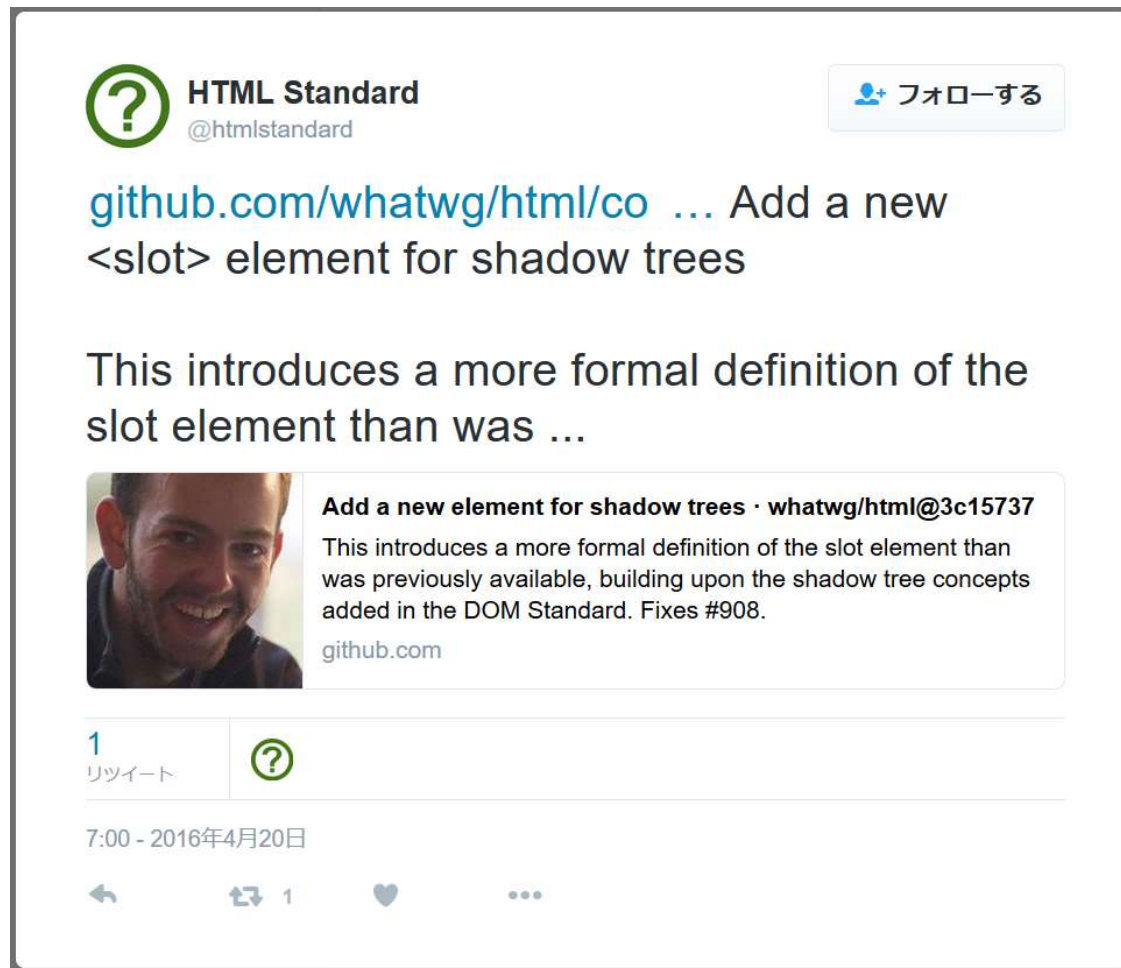 HTML Standard
@htmlstandard
フォローする
github.com/whatwg/html/co … Add a new
<slot> element for shadow trees
This introduces a more formal definition of the
slot element than was ...
Add a new element for shadow trees · whatwg/html@3c15737
This introduces a more formal definition of the slot element than
was previously available, building upon the shadow tree concepts
added in the DOM Standard. Fixes #908.
github.com
1
リツイート
7:00 - 2016年4月20日
1